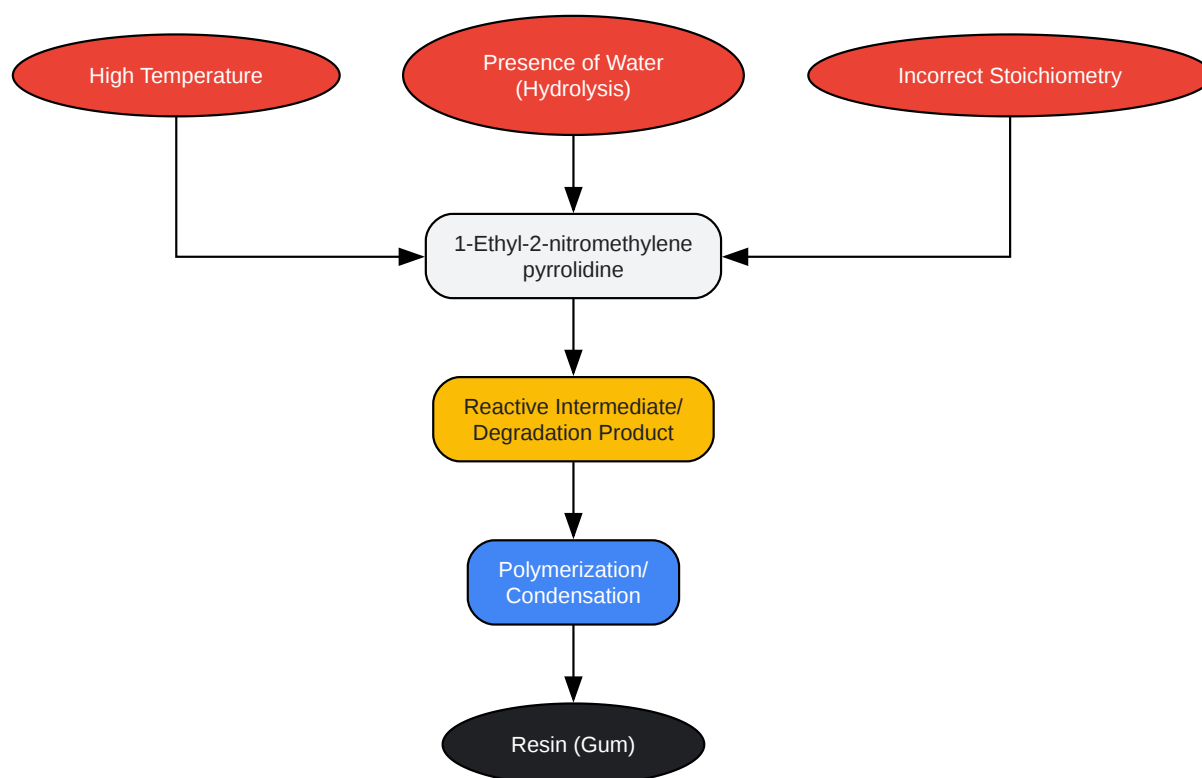 High Temperature
Presence of Water
(Hydrolysis)
Incorrect Stoichiometry
1-Ethyl-2-nitromethylene
pyrrolidine
Reactive Intermediate/
Degradation Product
Polymerization/
Condensation
Resin (Gum)